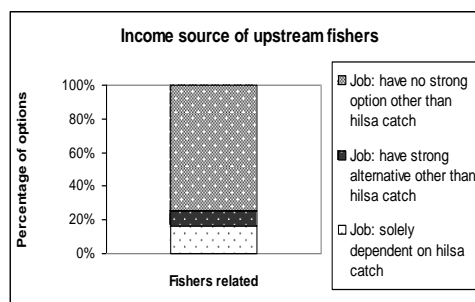 Income source of upstream fishers
Percentage of options
100%
80%
60%
40%
20%
0%
Fishers related
Job: have no strong
option other than
hilsa catch
Job: have strong
alternative other than
hilsa catch
Job: solely
dependent on hilsa
catch